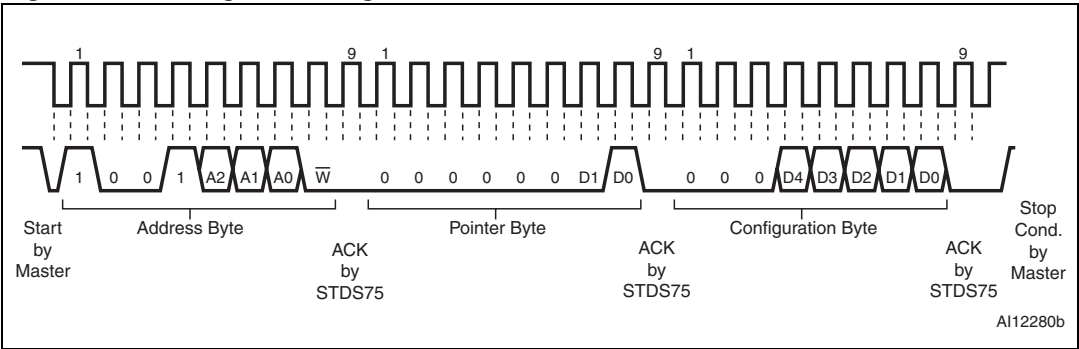 1 9 1 9 1 9
1 0 0 1 A2 A1 A0 W̅ 0 0 0 0 0 0 D1 D0 0 0 0 D4 D3 D2 D1 D0
Start
by
Master
Address Byte
ACK
by
STDS75
Pointer Byte
ACK
by
STDS75
Configuration Byte
ACK
by
STDS75
Stop
Cond.
by
Master
AI12280b